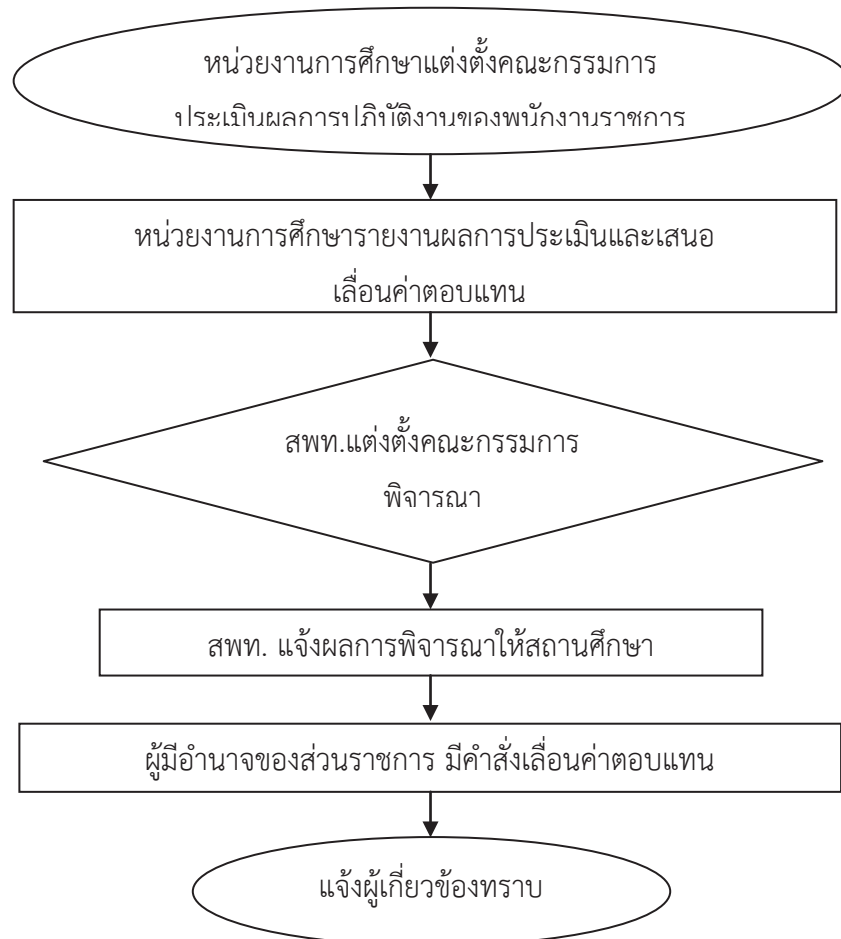 หน่วยงานการศึกษาแต่งตั้งคณะกรรมการ
ประเมินผลการปฏิบัติงานของพนักงานราชการ
หน่วยงานการศึกษารายงานผลการประเมินและเสนอ
เลื่อนค่าตอบแทน
สพท.แต่งตั้งคณะกรรมการ
พิจารณา
สพท. แจ้งผลการพิจารณาให้สถานศึกษา
ผู้มีอำนาจของส่วนราชการ มีคำสั่งเลื่อนค่าตอบแทน
แจ้งผู้เกี่ยวข้องทราบ